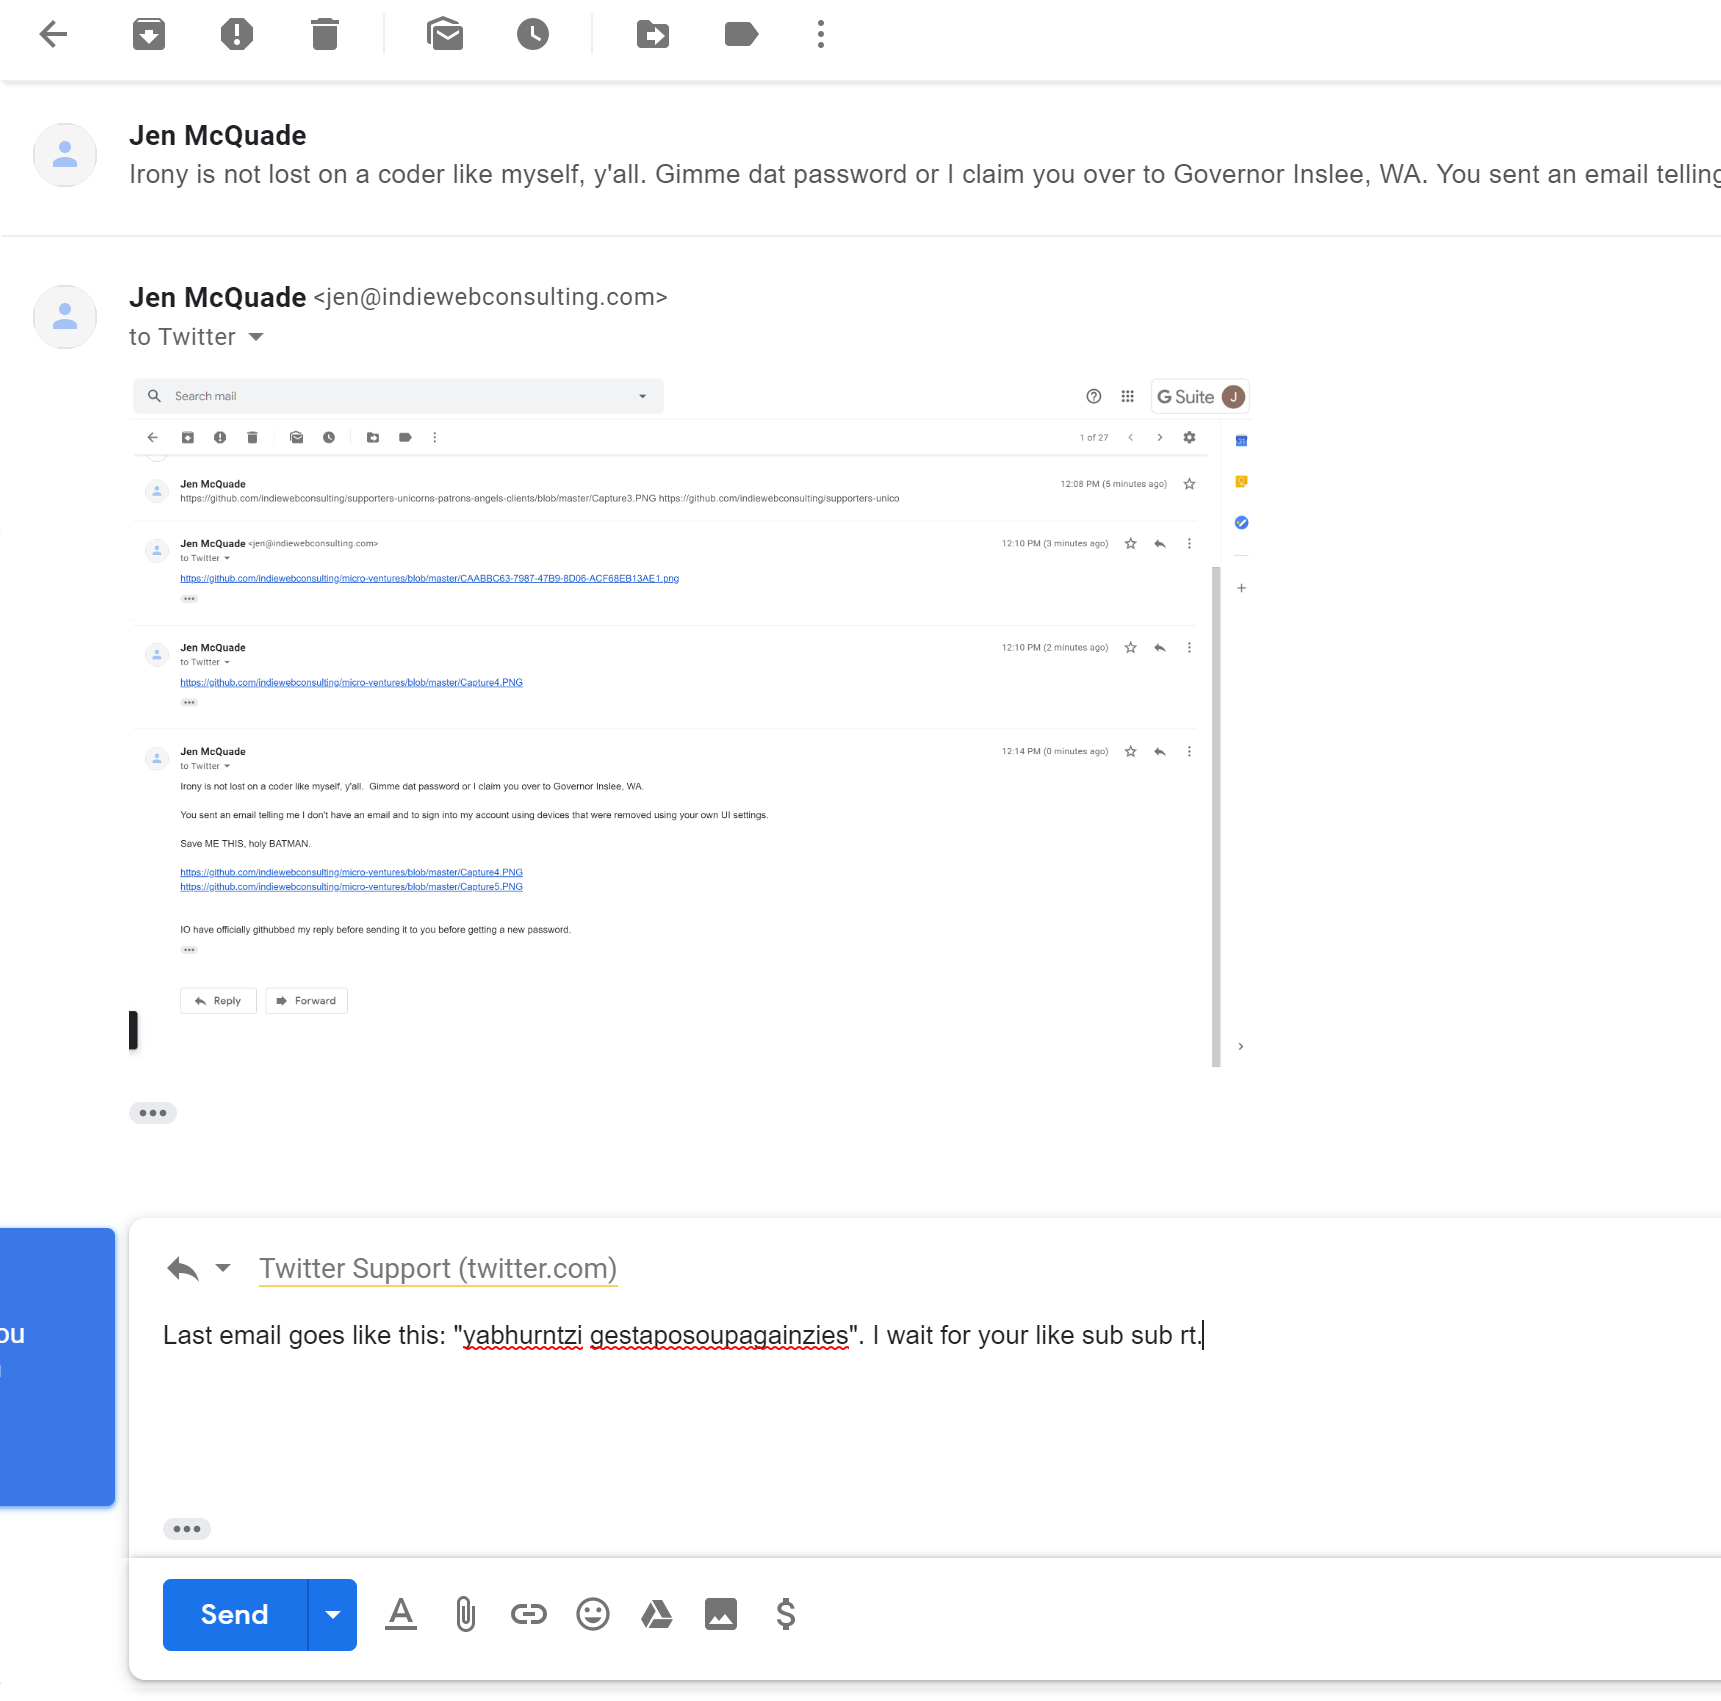 Jen McQuade
Irony is not lost on a coder like myself, y'all. Gimme dat password or I claim you over to Governor Inslee, WA. You sent an email telling
Jen McQuade <jen@indiewebconsulting.com>
to Twitter
Search mail
G Suite J
1 of 27
31
Jen McQuade 12:08 PM (5 minutes ago)
https://github.com/indiewebconsulting/supporters-unicorns-patrons-angels-clients/blob/master/Capture3.PNG https://github.com/indiewebconsulting/supporters-unico
Jen McQuade <jen@indiewebconsulting.com> 12:10 PM (3 minutes ago)
to Twitter
https://github.com/indiewebconsulting/micro-ventures/blob/master/CAABBC63-7987-47B9-8D06-ACF68EB13AE1.png
Jen McQuade 12:10 PM (2 minutes ago)
to Twitter
https://github.com/indiewebconsulting/micro-ventures/blob/master/Capture4.PNG
Jen McQuade 12:14 PM (0 minutes ago)
to Twitter
Irony is not lost on a coder like myself, y'all. Gimme dat password or I claim you over to Governor Inslee, WA.
You sent an email telling me I don't have an email and to sign into my account using devices that were removed using your own UI settings.
Save ME THIS, holy BATMAN.
https://github.com/indiewebconsulting/micro-ventures/blob/master/Capture4.PNG
https://github.com/indiewebconsulting/micro-ventures/blob/master/Capture5.PNG
IO have officially githubbed my reply before sending it to you before getting a new password.
Reply Forward
Twitter Support (twitter.com)
ou
Last email goes like this: "yabhurntzi gestaposoupagainzies". I wait for your like sub sub rt.
Send